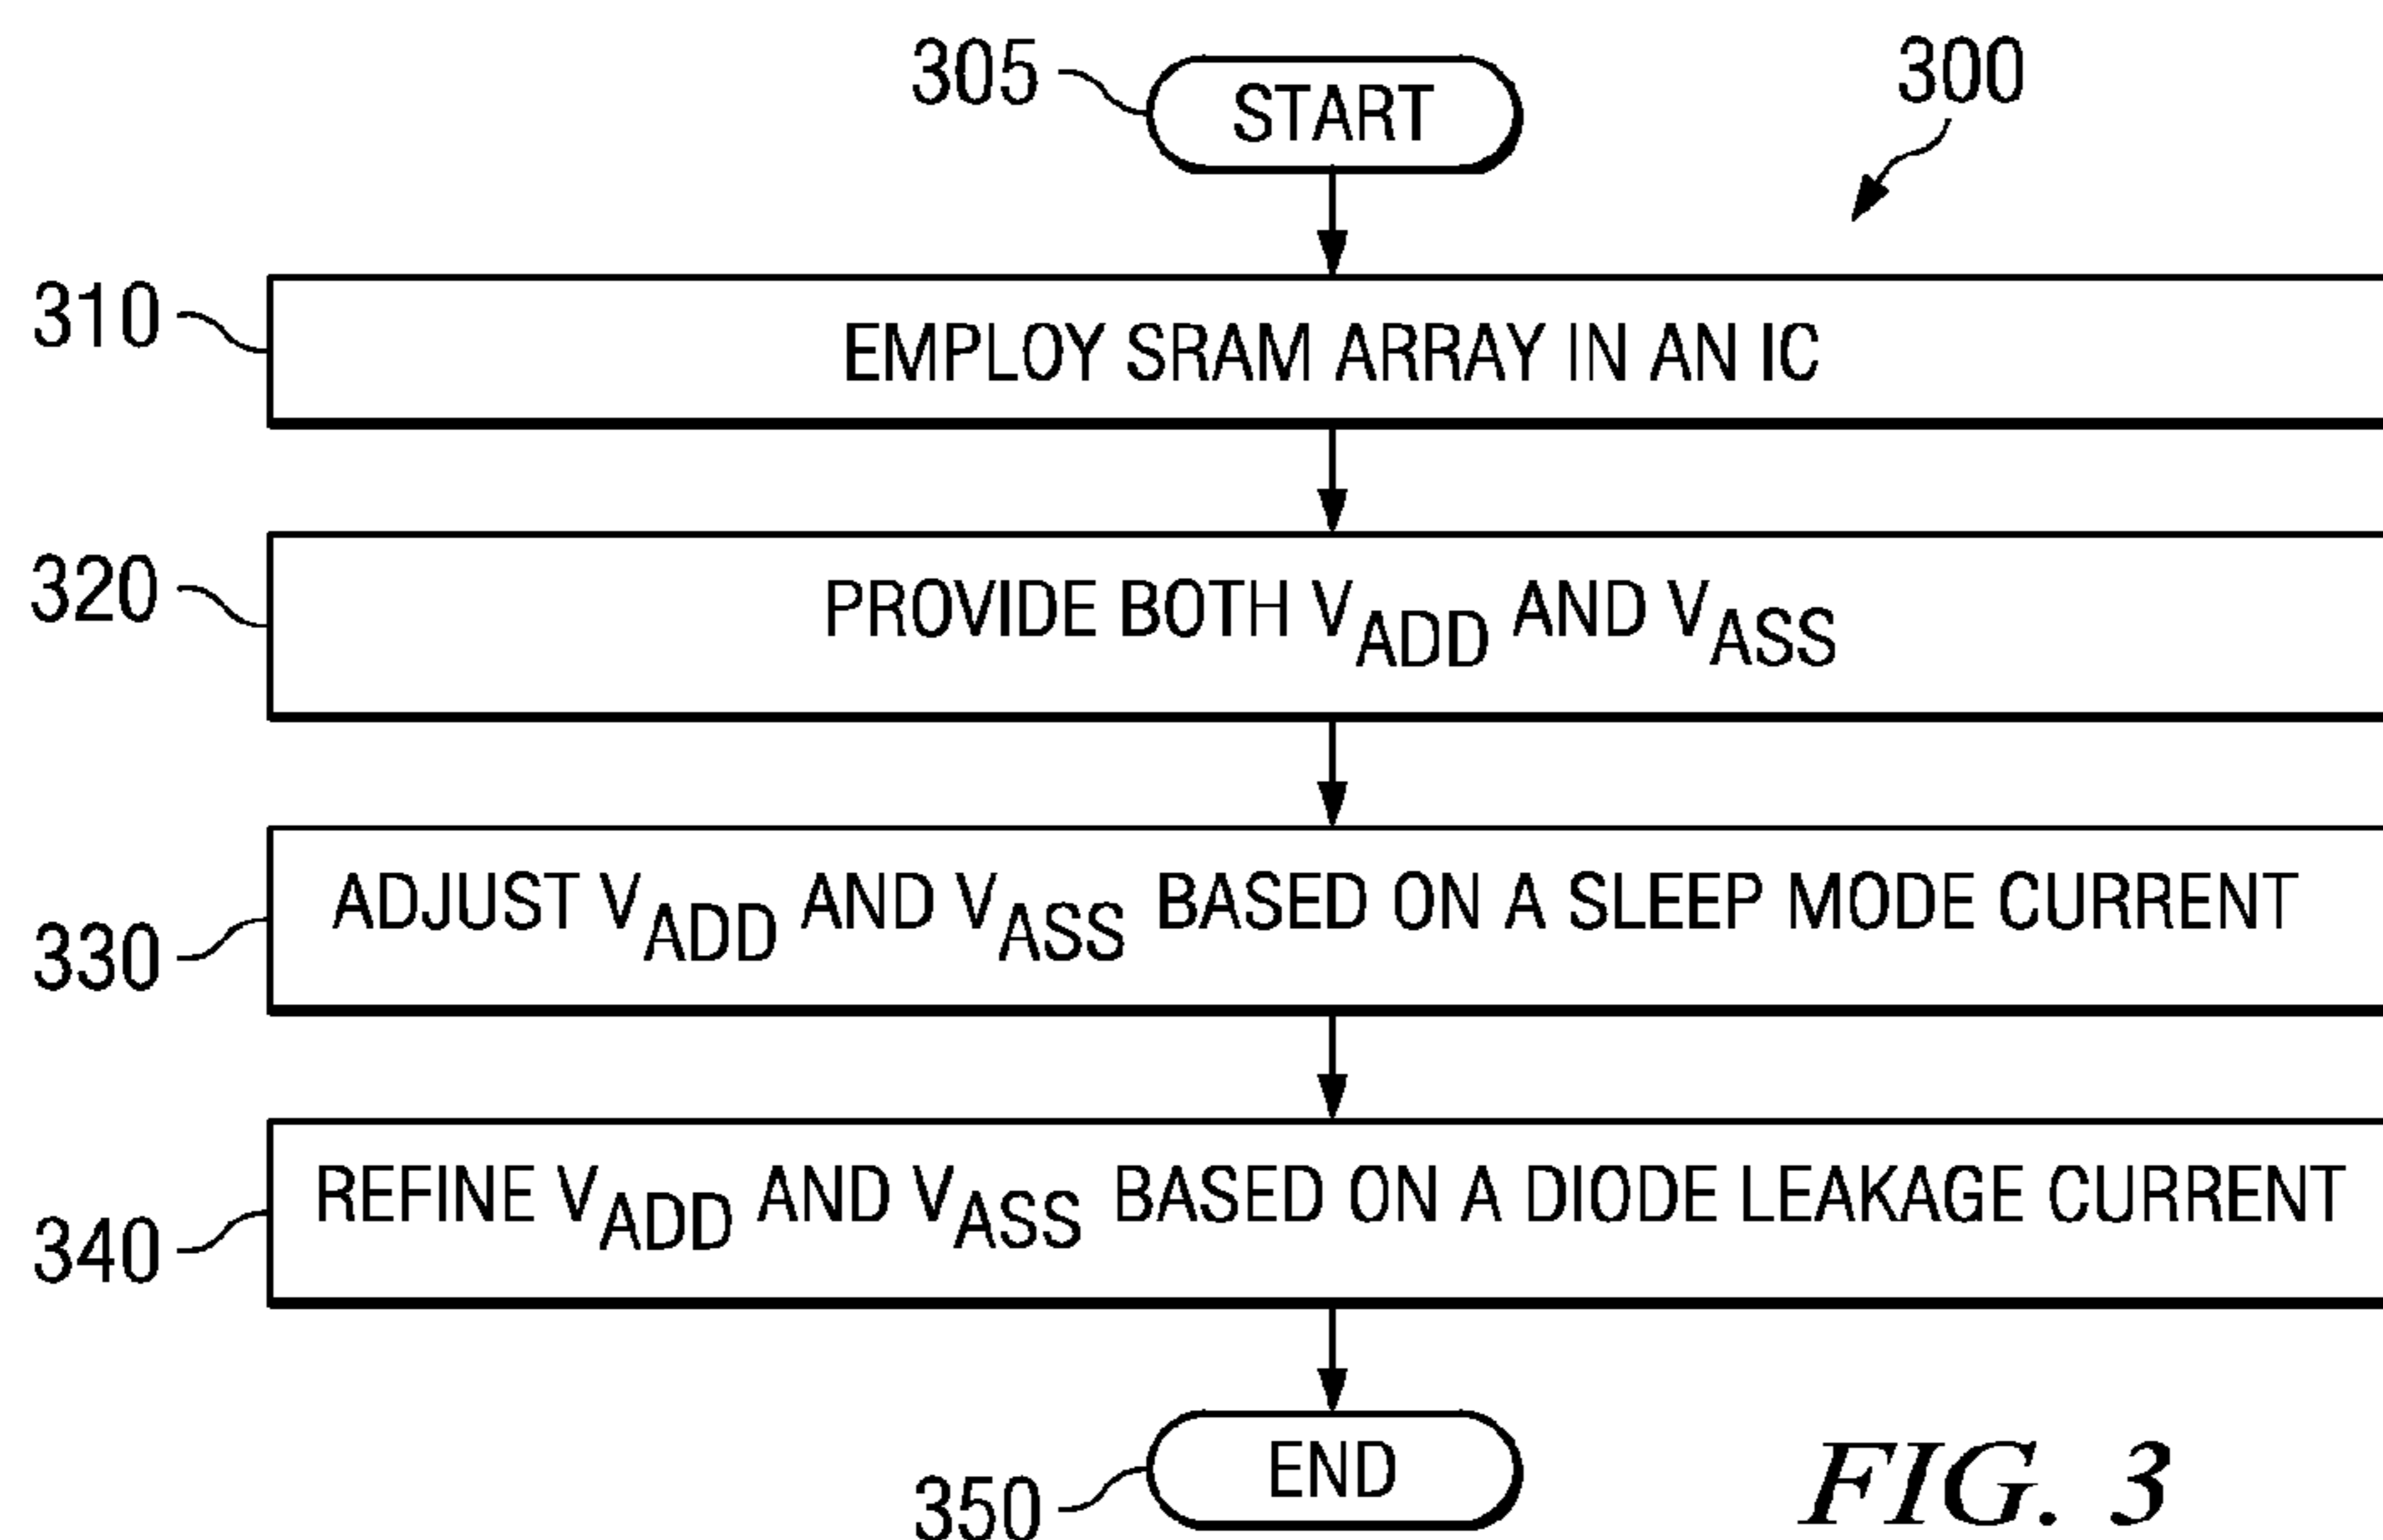 305 START 300
310 EMPLOY SRAM ARRAY IN AN IC
320 PROVIDE BOTH VADD AND VASS
330 ADJUST VADD AND VASS BASED ON A SLEEP MODE CURRENT
340 REFINE VADD AND VASS BASED ON A DIODE LEAKAGE CURRENT
350 END
FIG. 3